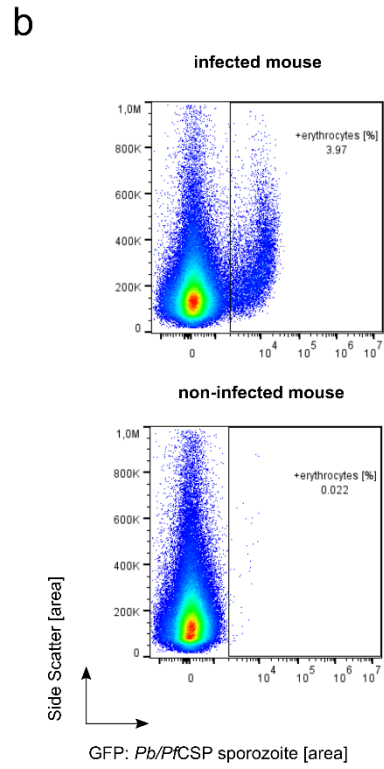 b
infected mouse
1,0M
800K
600K
400K
200K
0
+erythrocytes [%]
3.97
0 10^4 10^5 10^6 10^7
non-infected mouse
1,0M
800K
600K
400K
200K
0
+erythrocytes [%]
0.022
0 10^4 10^5 10^6 10^7
Side Scatter [area]
GFP: Pb/PfCSP sporozoite [area]